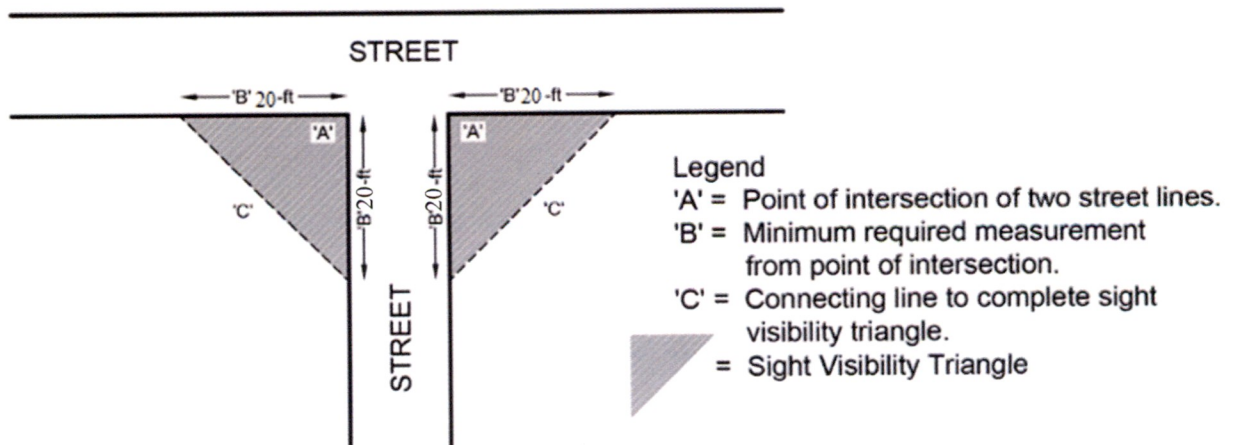 STREET
'B' 20-ft
'B' 20-ft
'A'
'A'
'B' 20-ft
'B' 20-ft
'C'
'C'
STREET
Legend
'A' = Point of intersection of two street lines.
'B' = Minimum required measurement
from point of intersection.
'C' = Connecting line to complete sight
visibility triangle.
= Sight Visibility Triangle